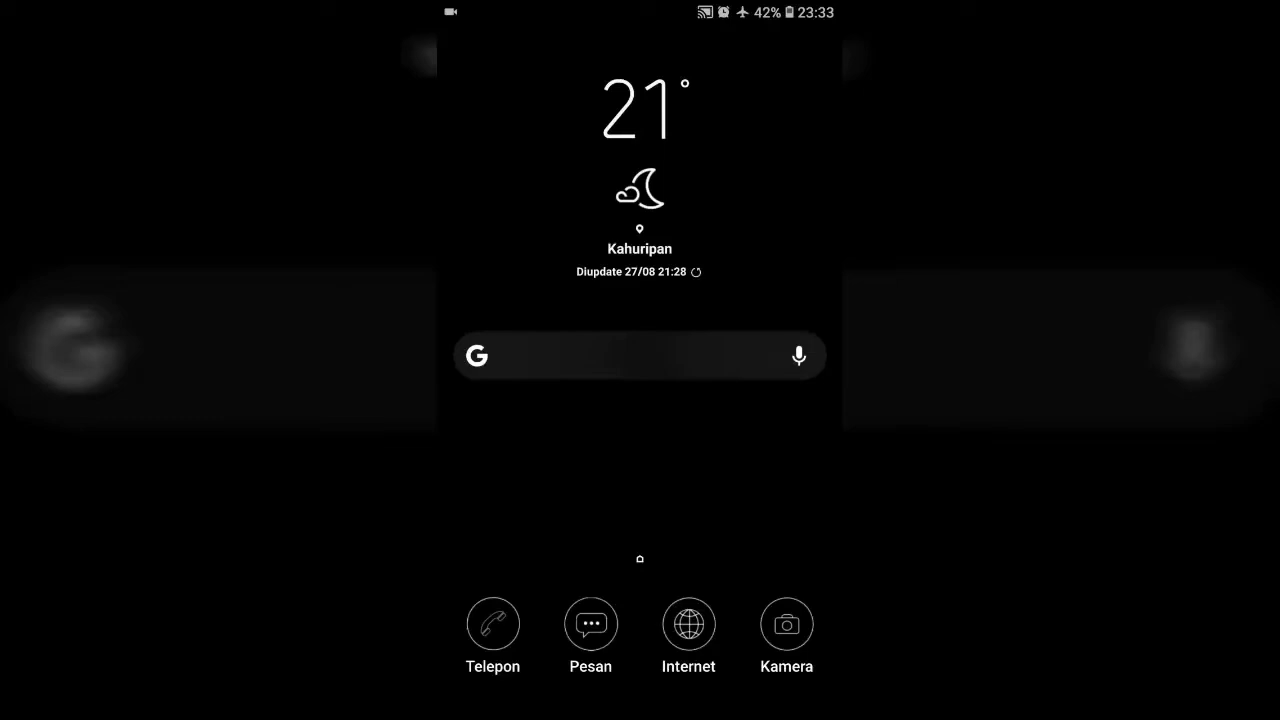 42% 23:33
21°
Kahuripan
Diupdate 27/08 21:28
G
Telepon Pesan Internet Kamera